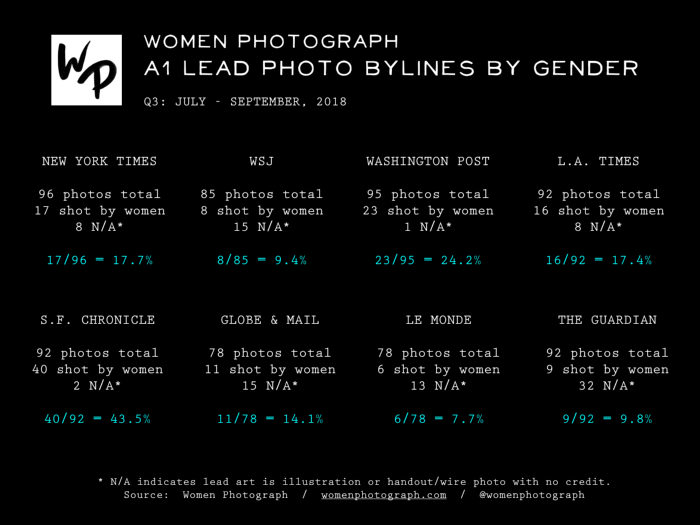 WP
WOMEN PHOTOGRAPH
A1 LEAD PHOTO BYLINES BY GENDER
Q3: JULY - SEPTEMBER, 2018
NEW YORK TIMES
96 photos total
17 shot by women
8 N/A*
17/96 = 17.7%
WSJ
85 photos total
8 shot by women
15 N/A*
8/85 = 9.4%
WASHINGTON POST
95 photos total
23 shot by women
1 N/A*
23/95 = 24.2%
L.A. TIMES
92 photos total
16 shot by women
8 N/A*
16/92 = 17.4%
S.F. CHRONICLE
92 photos total
40 shot by women
2 N/A*
40/92 = 43.5%
GLOBE & MAIL
78 photos total
11 shot by women
15 N/A*
11/78 = 14.1%
LE MONDE
78 photos total
6 shot by women
13 N/A*
6/78 = 7.7%
THE GUARDIAN
92 photos total
9 shot by women
32 N/A*
9/92 = 9.8%
* N/A indicates lead art is illustration or handout/wire photo with no credit.
Source: Women Photograph / womenphotograph.com / @womenphotograph